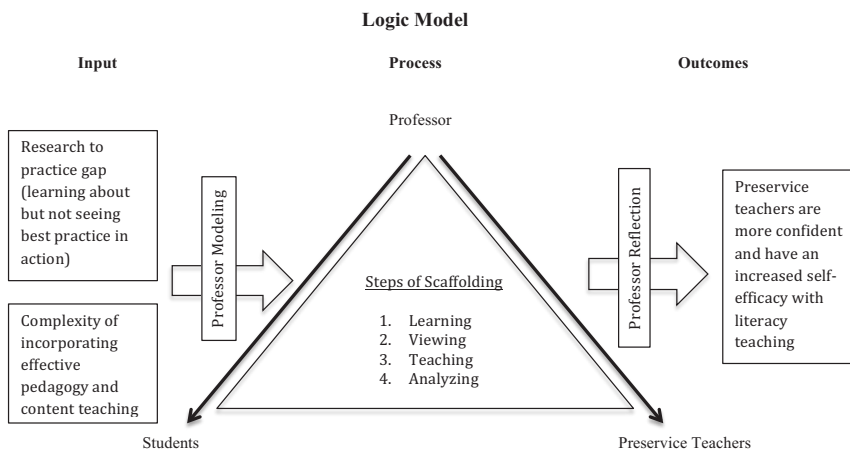 Logic Model
Input
Process
Outcomes
Professor
Research to
practice gap
(learning about
but not seeing
best practice in
action)
Complexity of
incorporating
effective
pedagogy and
content teaching
Professor Modeling
Steps of Scaffolding
1. Learning
2. Viewing
3. Teaching
4. Analyzing
Professor Reflection
Preservice
teachers are
more confident
and have an
increased self-
efficacy with
literacy
teaching
Students
Preservice Teachers